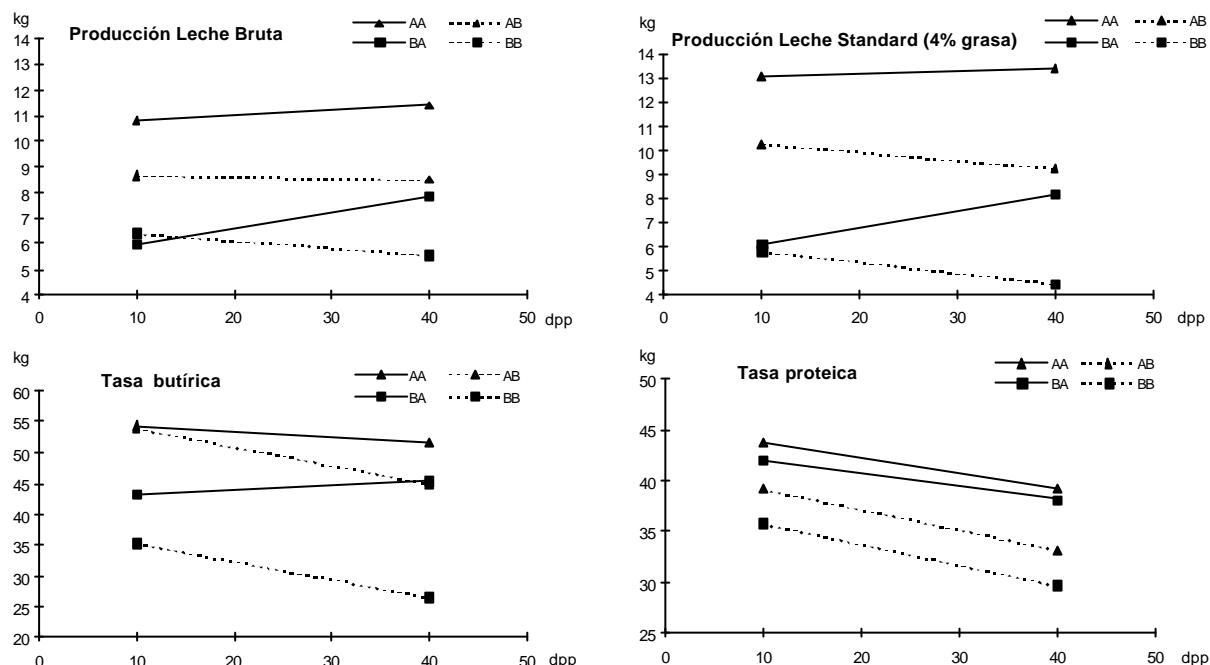 kg
Producción Leche Bruta
AA AB
BA BB
14
13
12
11
10
9
8
7
6
5
4
0 10 20 30 40 50 dpp
kg
Producción Leche Standard (4% grasa)
AA AB
BA BB
14
13
12
11
10
9
8
7
6
5
4
0 10 20 30 40 50 dpp
kg
Tasa butírica
AA AB
BA BB
60
55
50
45
40
35
30
25
20
0 10 20 30 40 50 dpp
kg
Tasa proteica
AA AB
BA BB
50
45
40
35
30
25
0 10 20 30 40 50 dpp